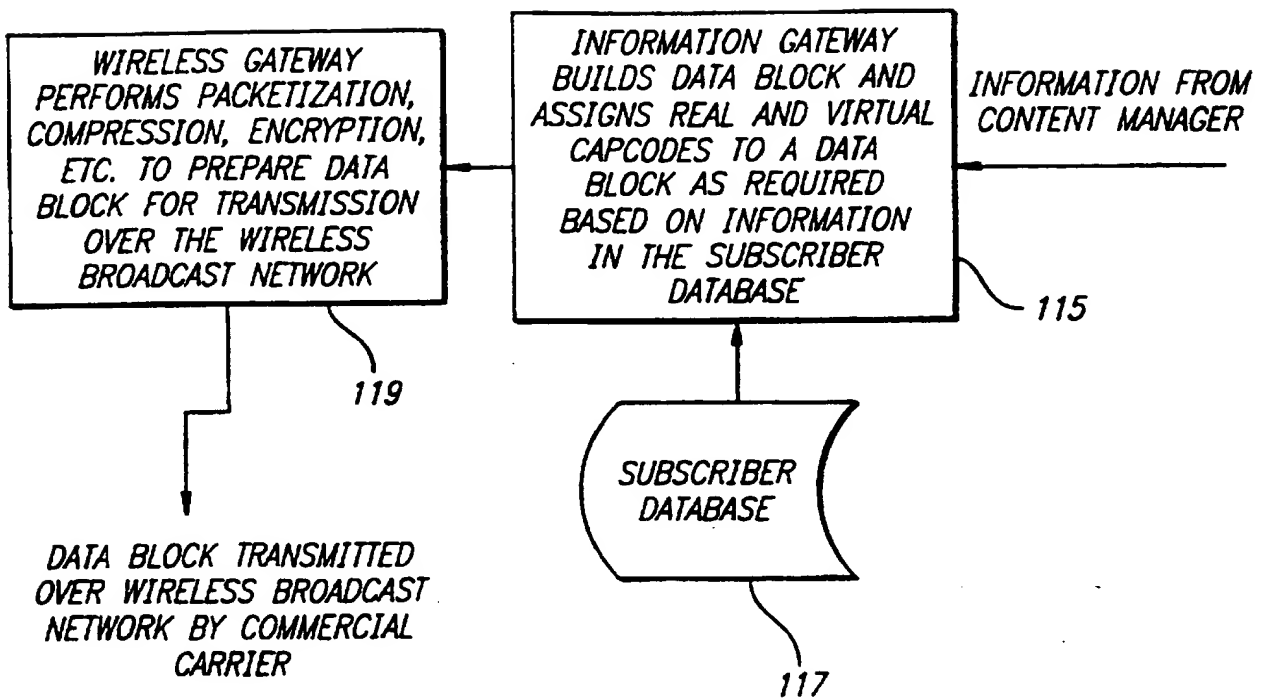 WIRELESS GATEWAY
PERFORMS PACKETIZATION,
COMPRESSION, ENCRYPTION,
ETC. TO PREPARE DATA
BLOCK FOR TRANSMISSION
OVER THE WIRELESS
BROADCAST NETWORK
119
INFORMATION GATEWAY
BUILDS DATA BLOCK AND
ASSIGNS REAL AND VIRTUAL
CAPCODES TO A DATA
BLOCK AS REQUIRED
BASED ON INFORMATION
IN THE SUBSCRIBER
DATABASE
115
INFORMATION FROM
CONTENT MANAGER
SUBSCRIBER
DATABASE
117
DATA BLOCK TRANSMITTED
OVER WIRELESS BROADCAST
NETWORK BY COMMERCIAL
CARRIER